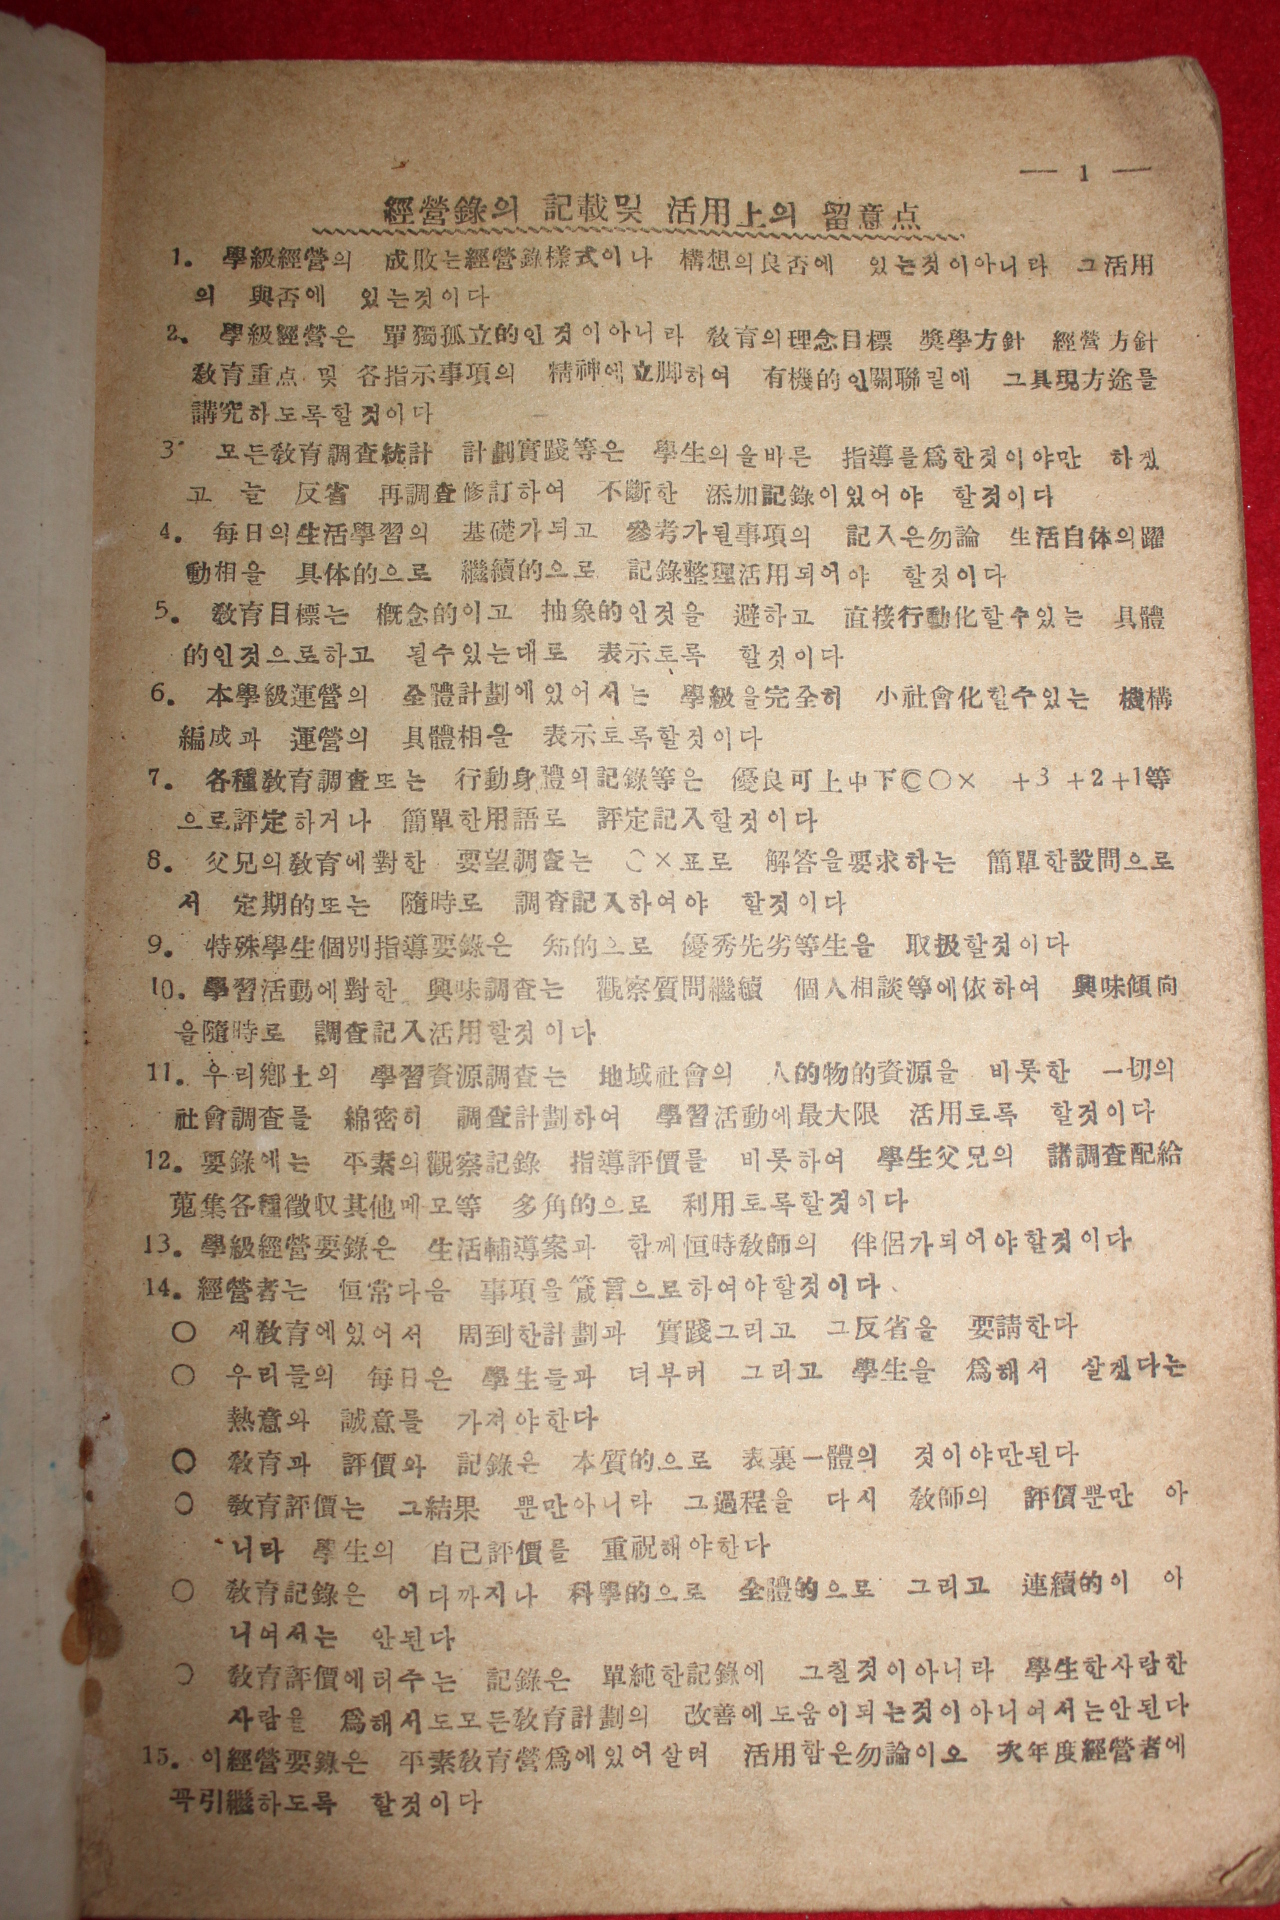 — 1 —
經營錄의 記載및 活用上의 留意点
1. 學級經營의 成敗는經營錄樣式이나 構想의良否에 있는것이아니라 그活用
의 與否에 있는것이다
2. 學級經營은 單獨孤立的인것이아니라 敎育의理念目標 奬學方針 經營方針
敎育重点 및 各指示事項의 精神에立脚하여 有機的인關聯밑에 그具現方途를
講究하도록할것이다
3 모든敎育調査統計 計劃實踐等은 學生의올바른 指導를爲한것이야만 하겠
고 늘 反省 再調査修訂하여 不斷한 添加記錄이있어야 할것이다
4. 每日의生活學習의 基礎가되고 參考가될事項의 記入은勿論 生活自体의躍
動相을 具体的으로 繼續的으로 記錄整理活用되어야 할것이다
5. 敎育目標는 槪念的이고 抽象的인것을 避하고 直接行動化할수있는 具體
的인것으로하고 될수있는대로 表示토록 할것이다
6. 本學級運營의 全體計劃에있어서는 學級을完全히 小社會化할수있는 機構
編成과 運營의 具體相을 表示토록할것이다
7. 各種敎育調査또는 行動身體의記錄等은 優良可上中下◎○× +3 +2+1等
으로評定하거나 簡單한用語로 評定記入할것이다
8. 父兄의敎育에對한 要望調査는 ○×표로 解答을要求하는 簡單한設問으로
서 定期的또는 隨時로 調査記入하여야 할것이다
9. 特殊學生個別指導要錄은 知的으로 優秀先劣等生을 取扱할것이다
10. 學習活動에對한 興味調査는 觀察質問繼續 個人相談等에依하여 興味傾向
을隨時로 調査記入活用할것이다
11. 우리鄕土의 學習資源調査는 地域社會의 人的物的資源을 비롯한 一切의
社會調査를 綿密히 調査計劃하여 學習活動에最大限 活用토록 할것이다
12. 要錄에는 平素의觀察記錄 指導評價를 비롯하여 學生父兄의 諸調査配給
蒐集各種徵収其他메모等 多角的으로 利用토록할것이다
13. 學級經營要錄은 生活輔導案과 함께恒時敎師의 伴侶가되어야할것이다
14. 經營者는 恒常다음 事項을箴言으로하여야할것이다
○ 새敎育에있어서 周到한計劃과 實踐그리고 그反省을 要請한다
○ 우리들의 每日은 學生들과 더부러 그리고 學生을 爲해서 살겠다는
熱意와 誠意를 가져야한다
○ 敎育과 評價와 記錄은 本質的으로 表裏一體의 것이야만된다
○ 敎育評價는 그結果 뿐만아니라 그過程을 다시 敎師의 評價뿐만 아
니라 學生의 自己評價를 重視해야한다
○ 敎育記錄은 어디까지나 科學的으로 全體的으로 그리고 連續的이 아
니여서는 안된다
○ 敎育評價에터주는 記錄은 單純한記錄에 그칠것이아니라 學生한사람한
사람을 爲해서도모든敎育計劃의 改善에도움이되는것이아니여서는안된다
15. 이經營要錄은 平素敎育營爲에있어살려 活用함은勿論이오 次年度經營者에
꼭引繼하도록 할것이다